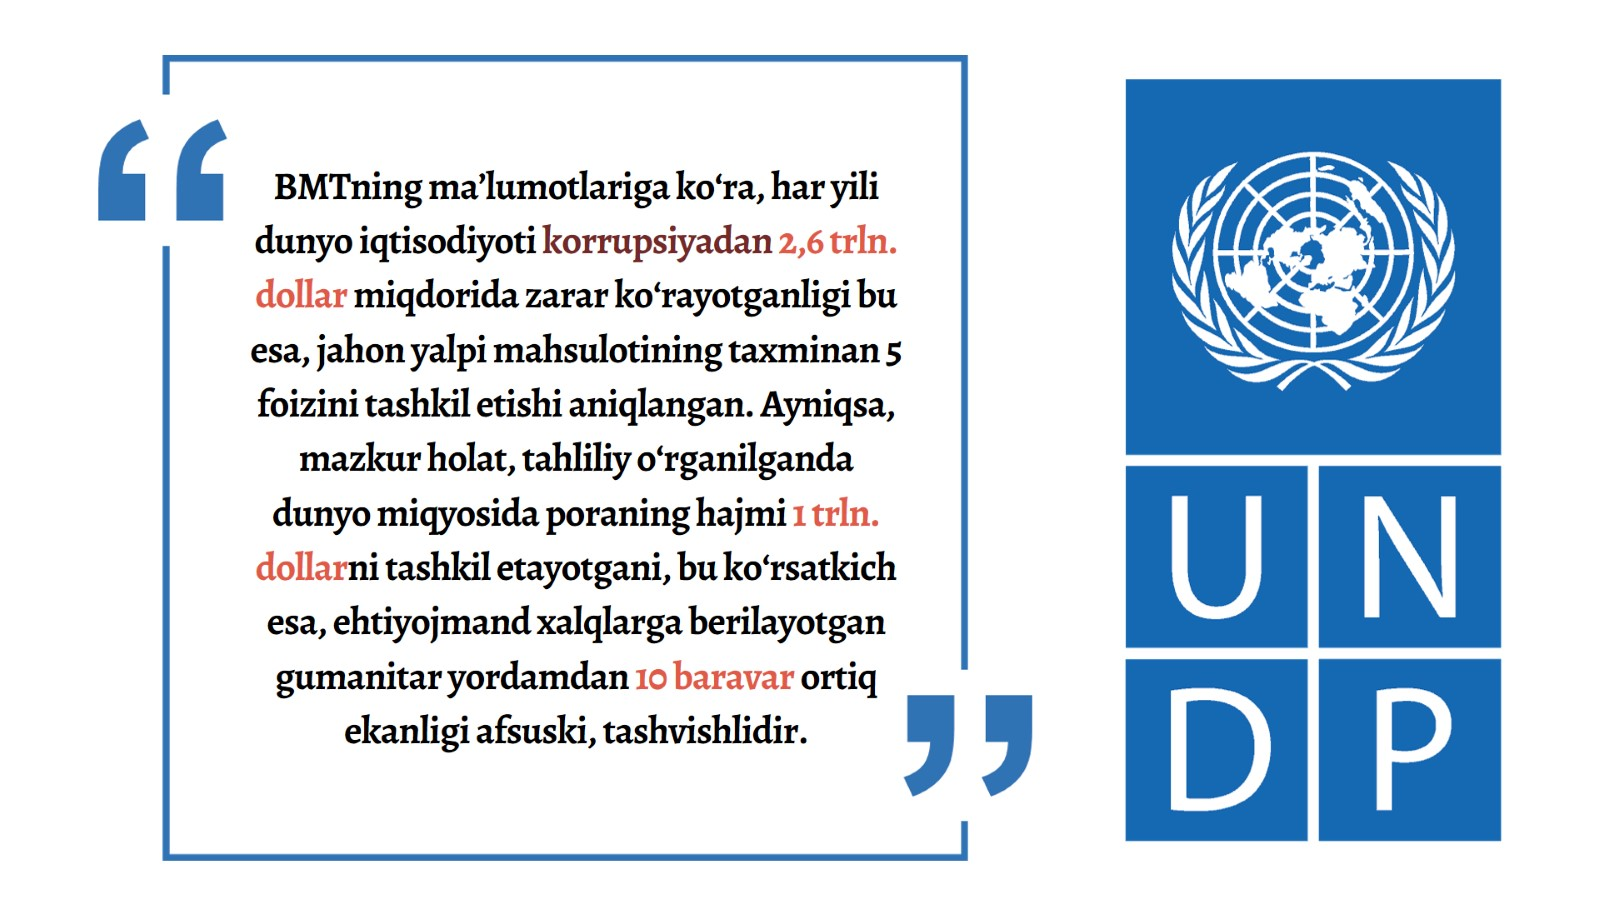 BMTning ma’lumotlariga ko‘ra, har yili
dunyo iqtisodiyoti korrupsiyadan 2,6 trln.
dollar miqdorida zarar ko‘rayotganligi bu
esa, jahon yalpi mahsulotining taxminan 5
foizini tashkil etishi aniqlangan. Ayniqsa,
mazkur holat, tahliliy o‘rganilganda
dunyo miqyosida poraning hajmi 1 trln.
dollarni tashkil etayotgani, bu ko‘rsatkich
esa, ehtiyojmand xalqlarga berilayotgan
gumanitar yordamdan 10 baravar ortiq
ekanligi afsuski, tashvishlidir.
U N
D P